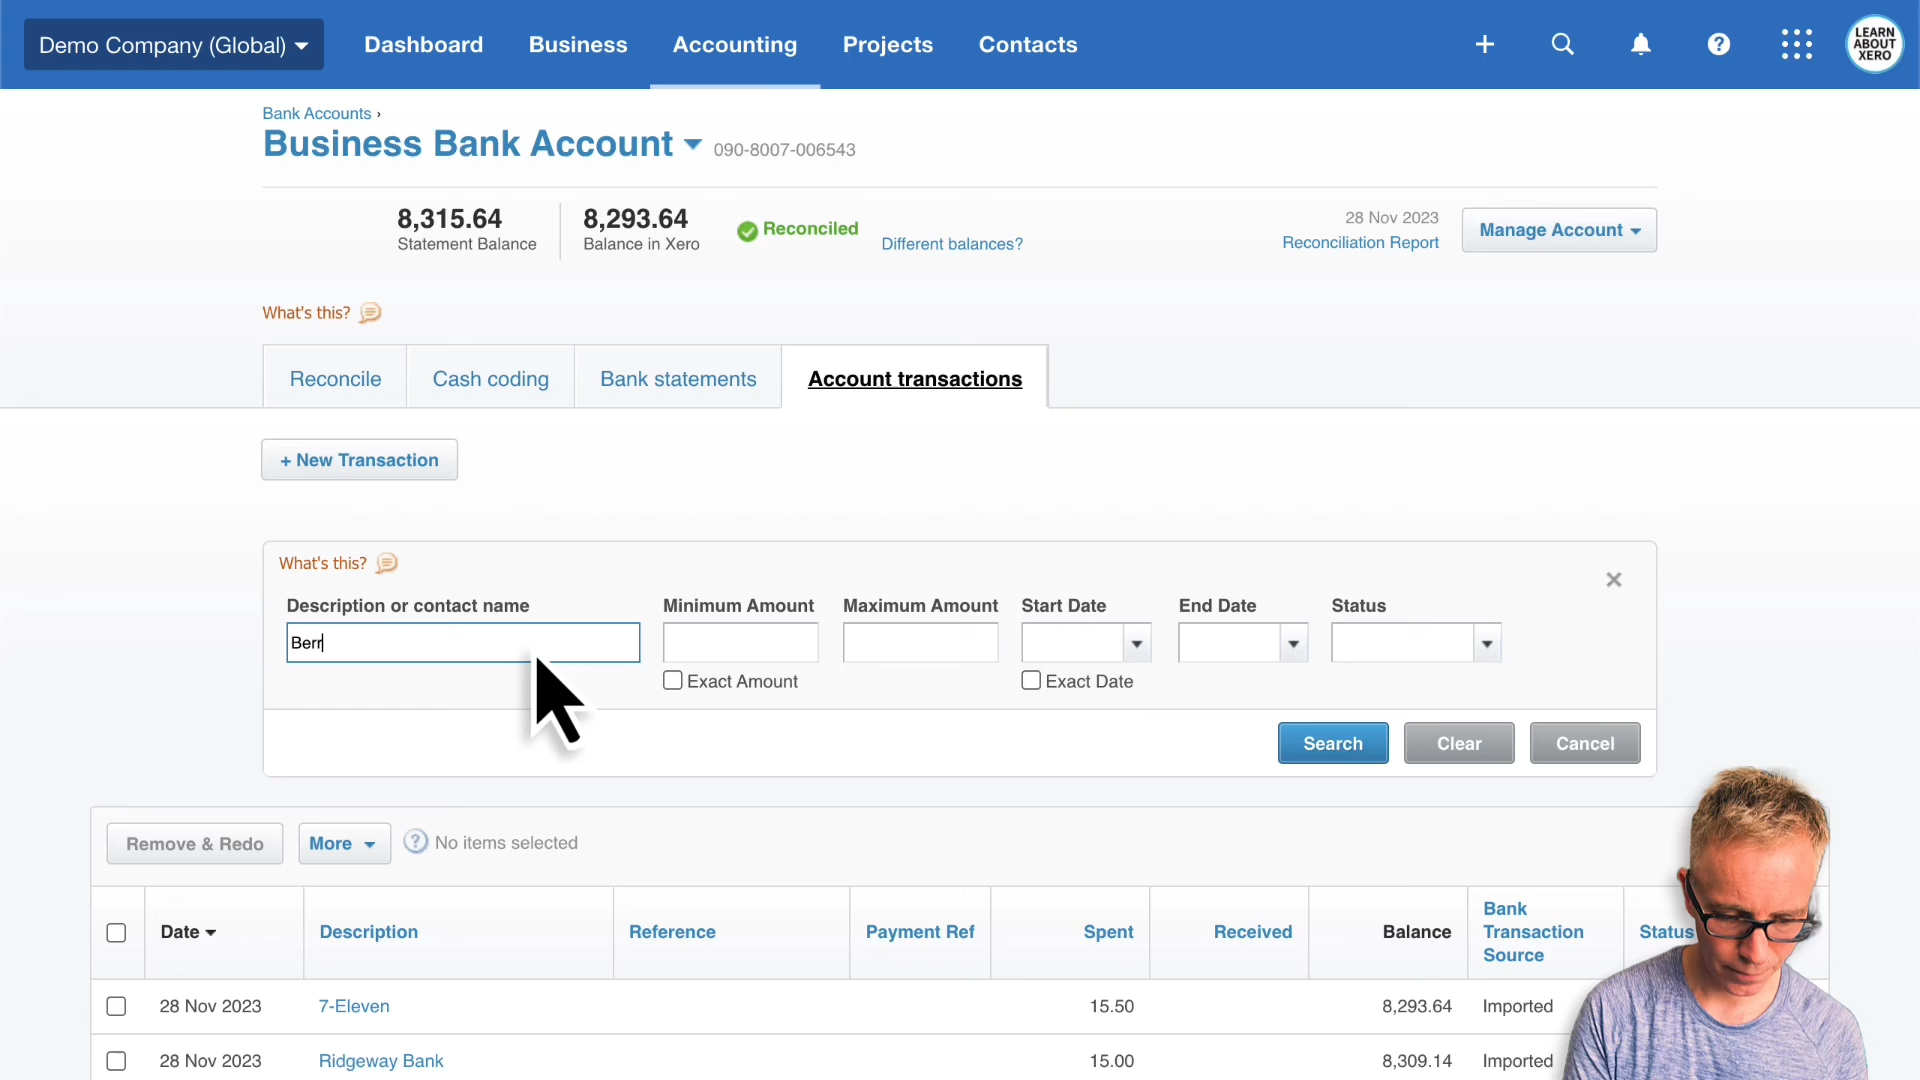 Demo Company (Global)
Dashboard
Business
Accounting
Projects
Contacts
LEARN
ABOUT
XERO
Bank Accounts ›
Business Bank Account 090-8007-006543
8,315.64
Statement Balance
8,293.64
Balance in Xero
Reconciled
Different balances?
28 Nov 2023
Reconciliation Report
Manage Account
What's this?
Reconcile
Cash coding
Bank statements
Account transactions
+ New Transaction
What's this?
Description or contact name
Minimum Amount
Maximum Amount
Start Date
End Date
Status
Berr
Exact Amount
Exact Date
Search
Clear
Cancel
Remove & Redo
More
? No items selected
Date
Description
Reference
Payment Ref
Spent
Received
Balance
Bank
Transaction
Source
Status
28 Nov 2023 7-Eleven 15.50 8,293.64 Imported
28 Nov 2023 Ridgeway Bank 15.00 8,309.14 Imported